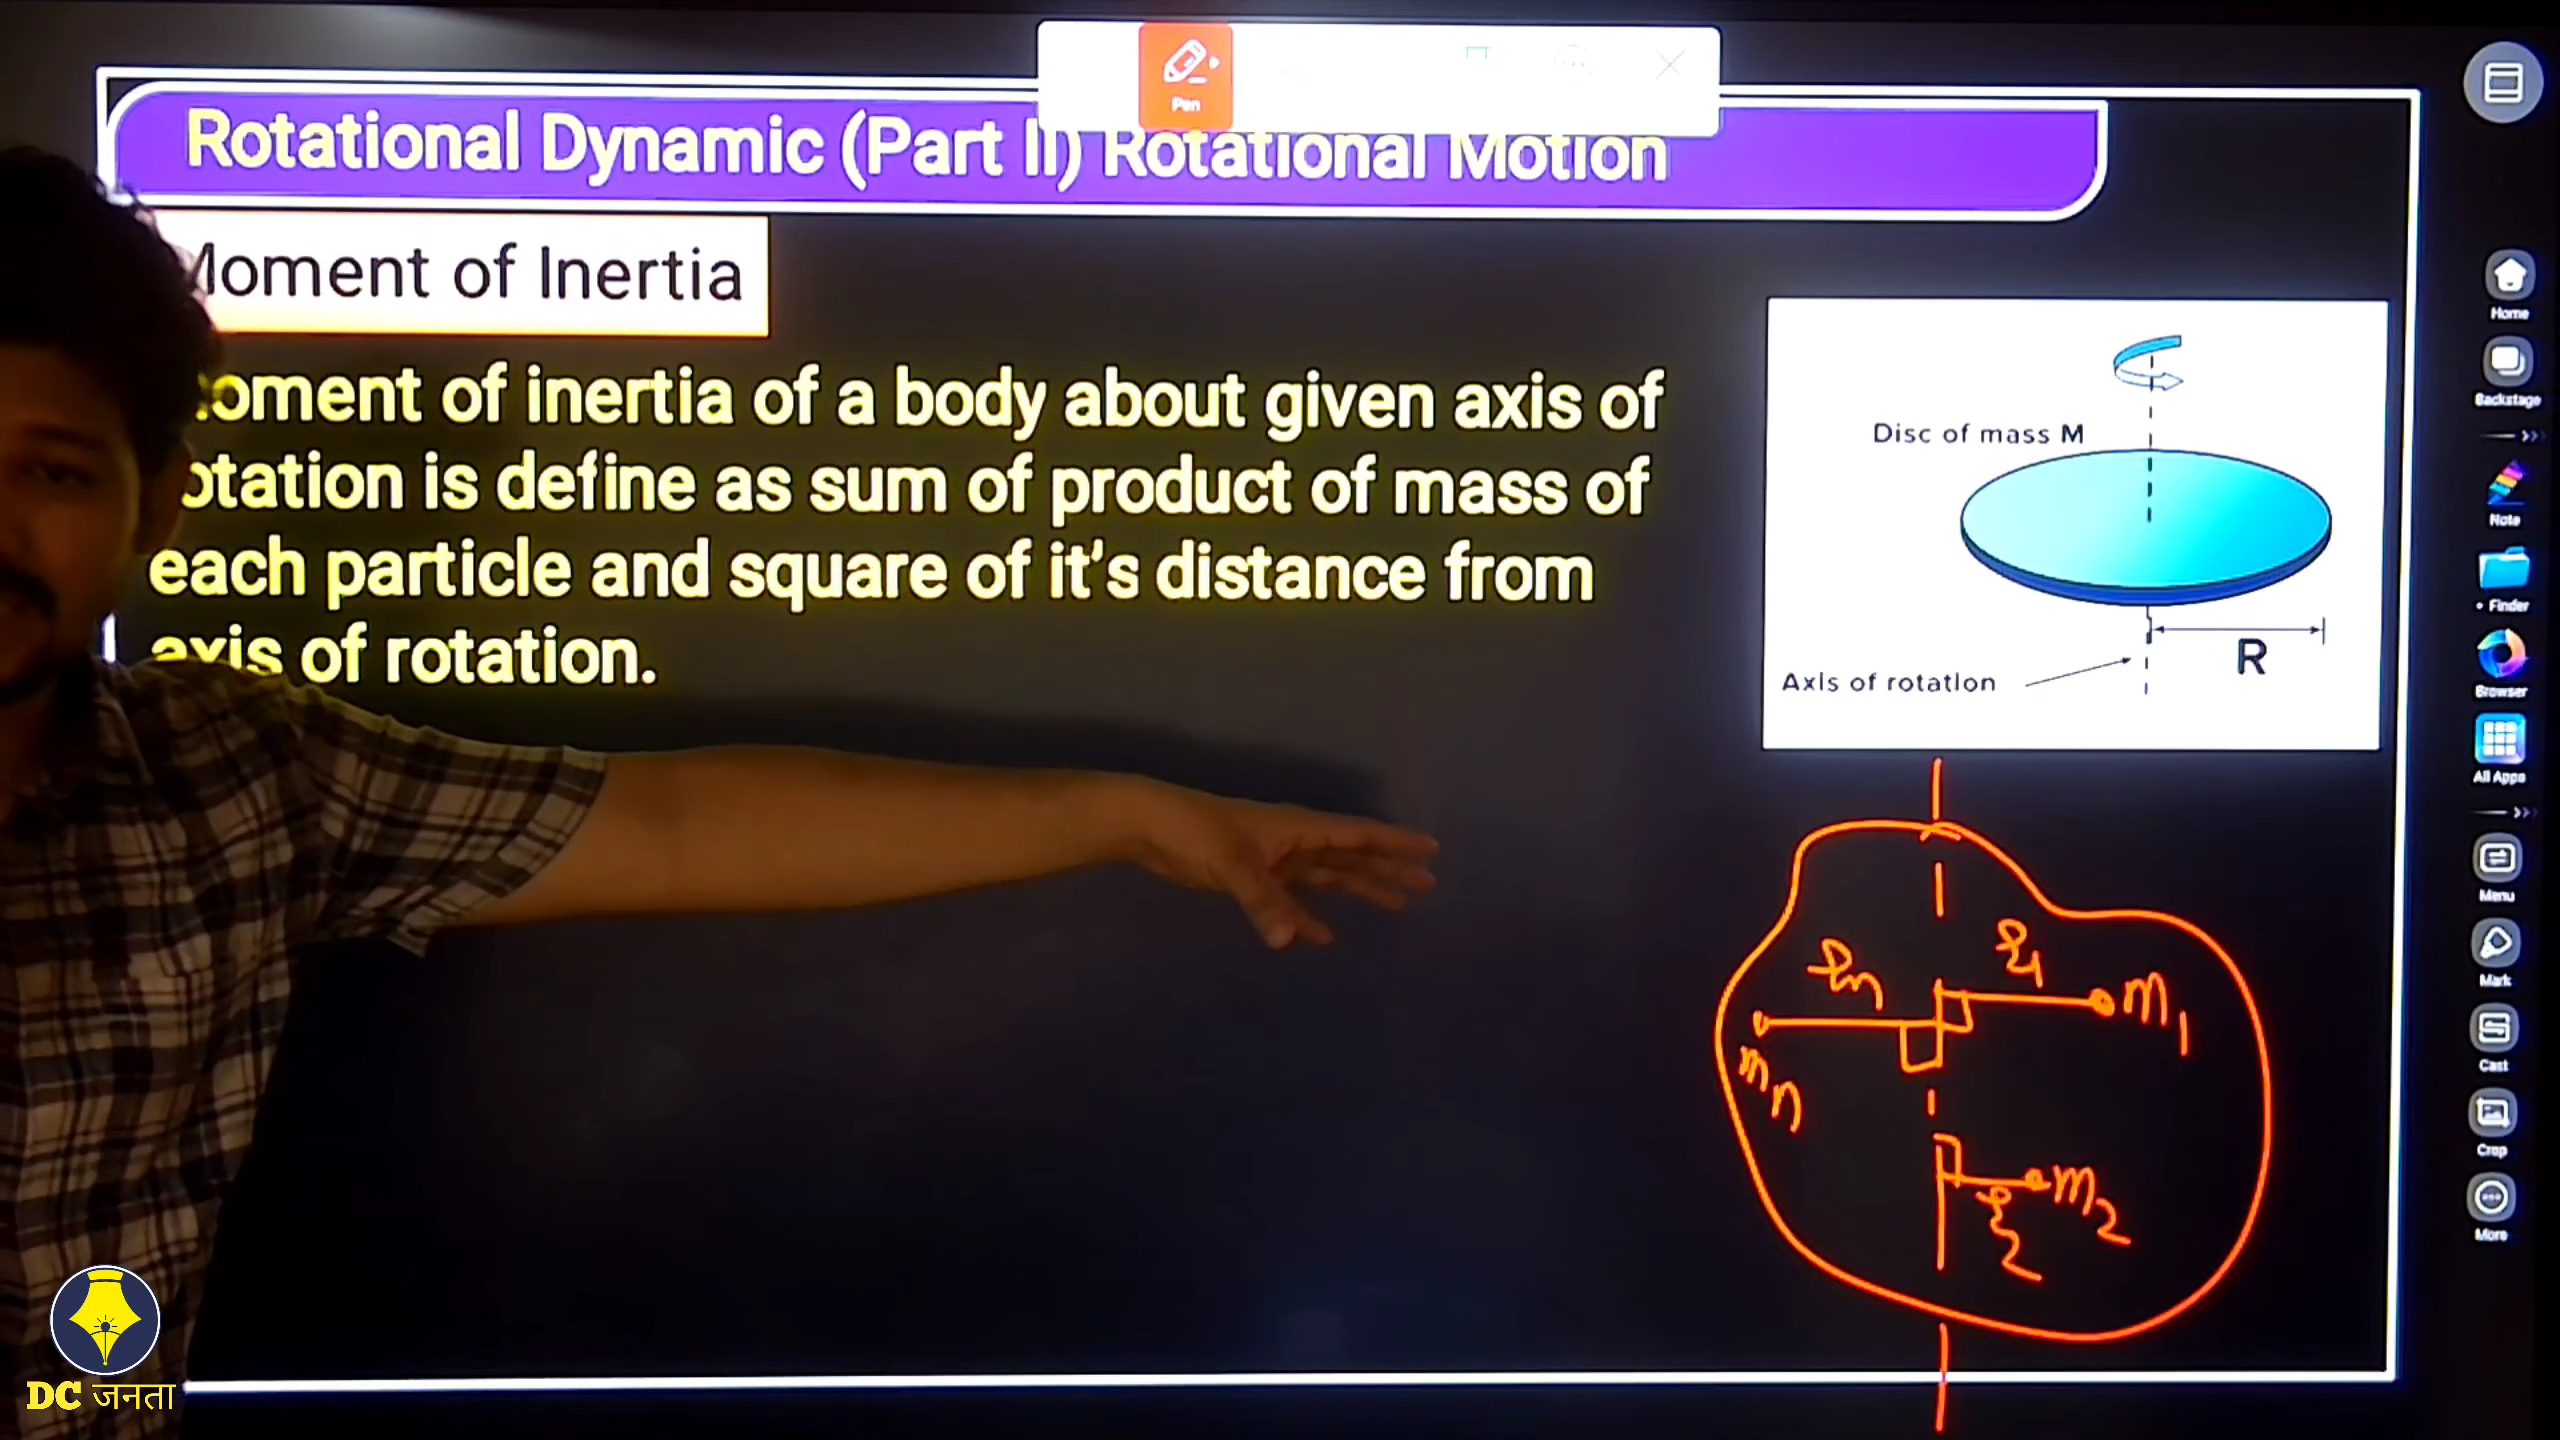 Pen
Rotational Dynamic (Part II) Rotational Motion
Moment of Inertia
Moment of inertia of a body about given axis of
rotation is define as sum of product of mass of
each particle and square of it's distance from
axis of rotation.
Disc of mass M
R
Axis of rotation
rn
r1
m1
mn
m2
r2
Home
Backstage
Note
Finder
Browser
All Apps
Menu
Mark
Cast
Crop
More
DC जनता